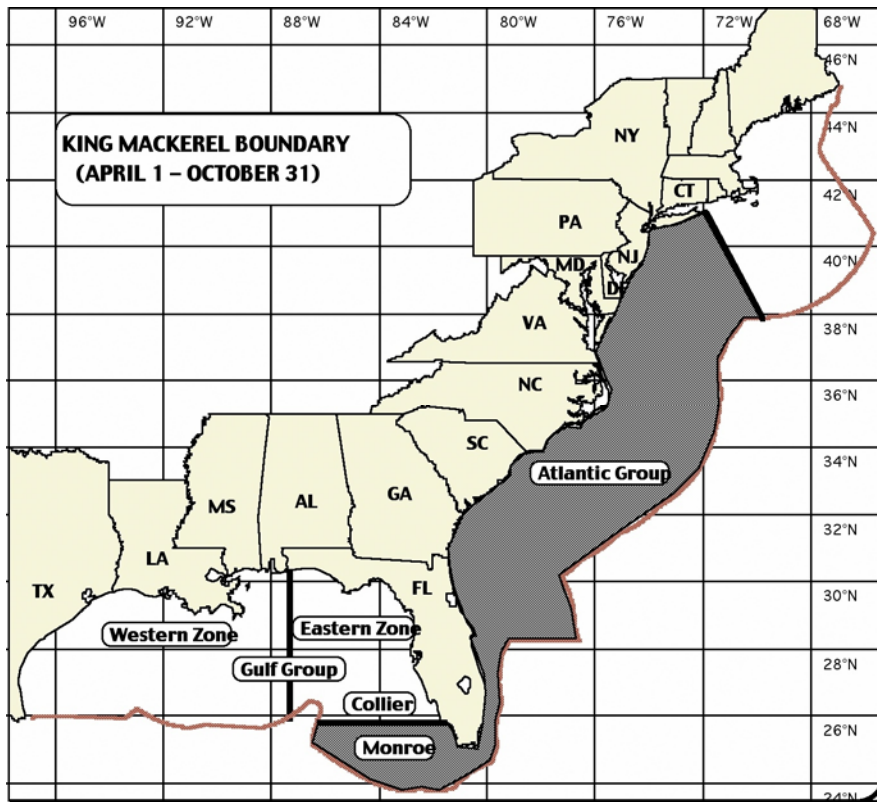 96°W 92°W 88°W 84°W 80°W 76°W 72°W 68°W
46°N
KING MACKEREL BOUNDARY
(APRIL 1 – OCTOBER 31)
44°N
NY
42°N
CT
PA
40°N
NJ
MD
DE
38°N
VA
36°N
NC
SC
34°N
Atlantic Group
GA
MS
AL
32°N
LA
TX
FL
30°N
Western Zone
Eastern Zone
28°N
Gulf Group
Collier
26°N
Monroe
24°N